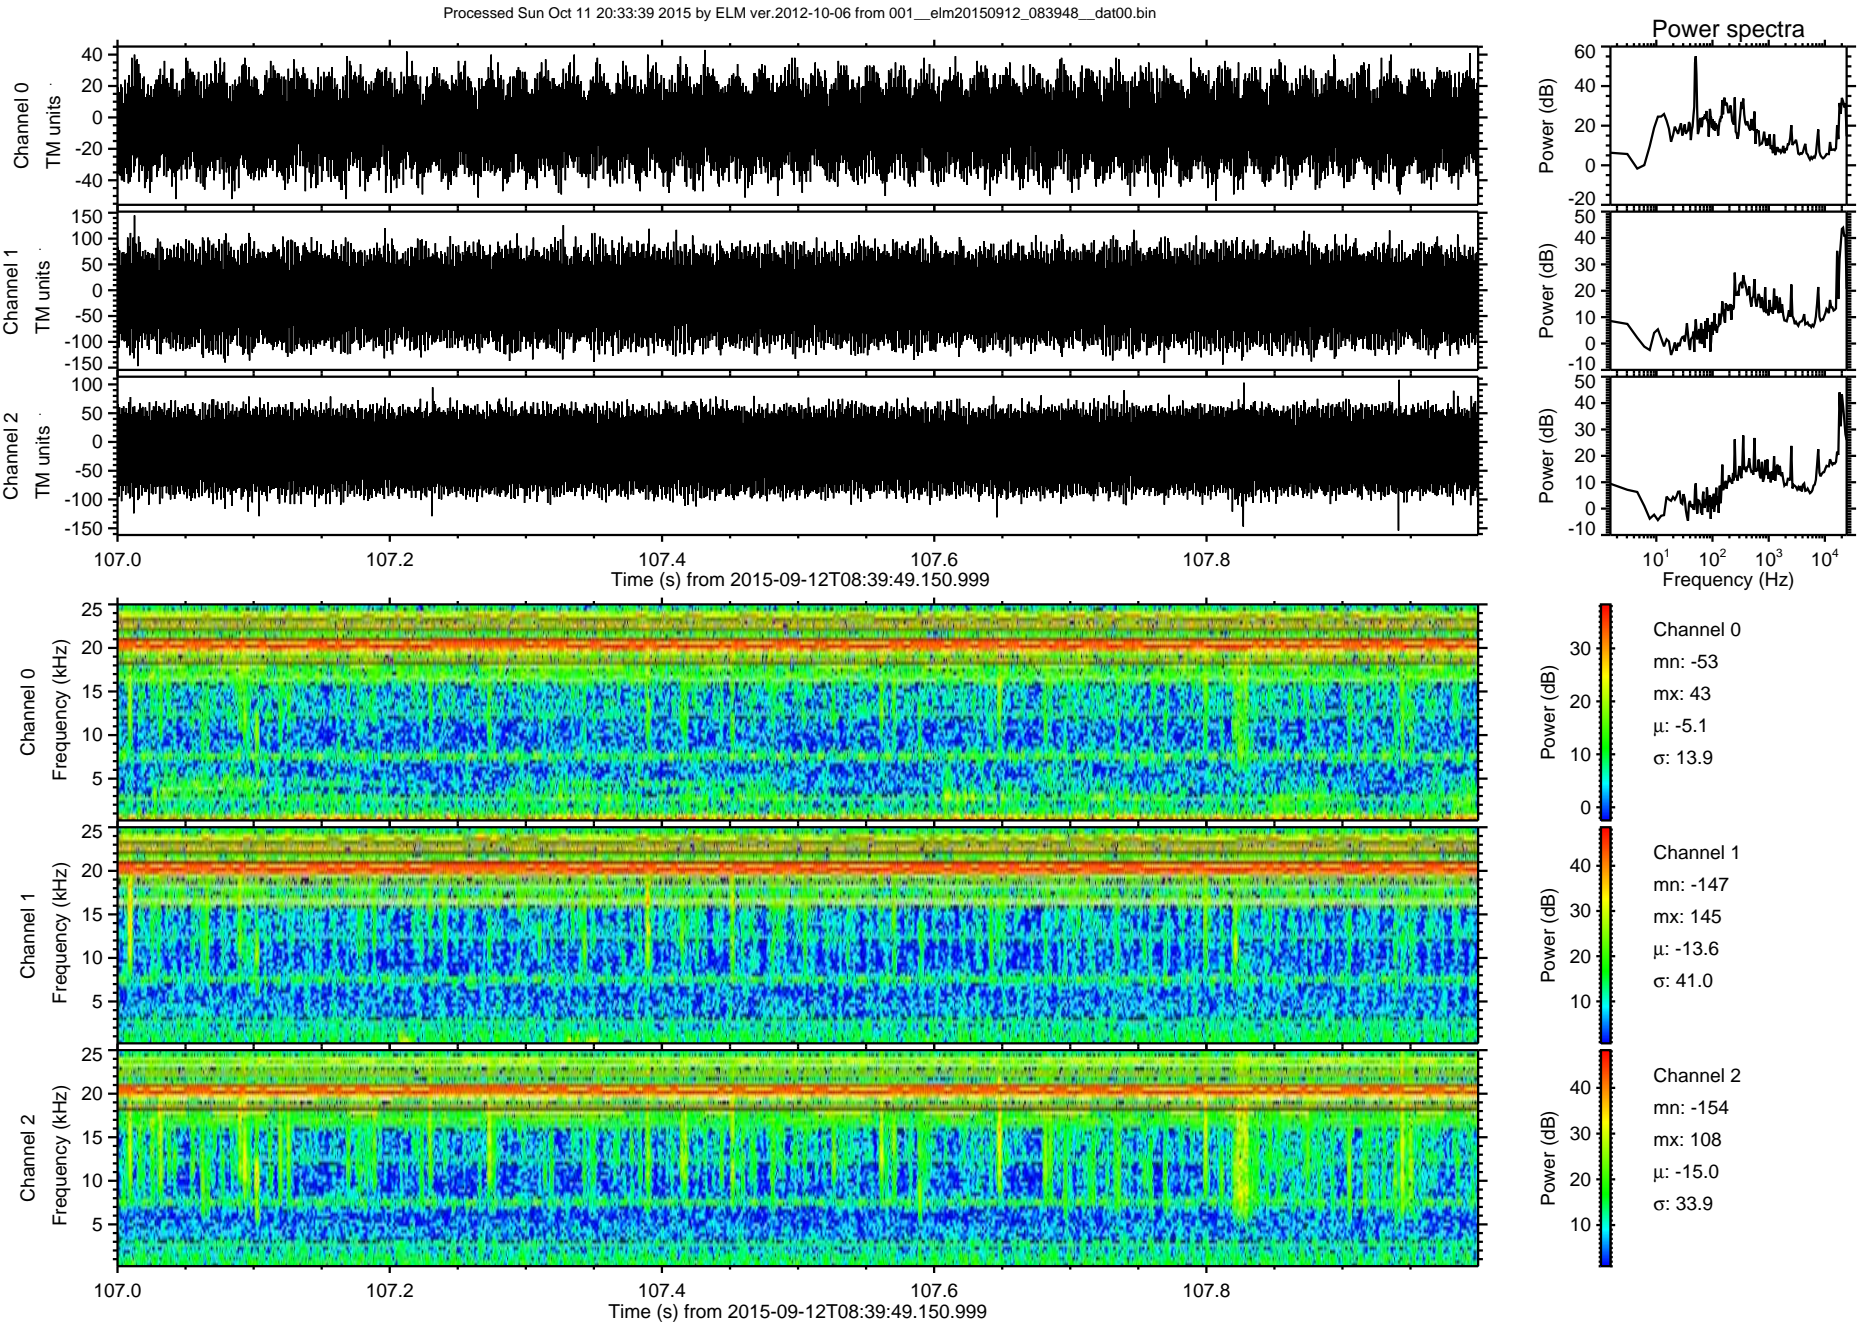 Processed Sun Oct 11 20:33:39 2015 by ELM ver.2012-10-06 from 001__elm20150912_083948__dat00.bin
Power spectra
Channel 0
TM units
40
20
0
-20
-40
Power (dB)
60
40
20
0
-20
Channel 1
TM units
150
100
50
0
-50
-100
-150
Power (dB)
50
40
30
20
10
0
-10
Channel 2
TM units
100
50
0
-50
-100
-150
Power (dB)
50
40
30
20
10
0
-10
107.0 107.2 107.4 107.6 107.8
Time (s) from 2015-09-12T08:39:49.150.999
10^1 10^2 10^3 10^4
Frequency (Hz)
Channel 0
Frequency (kHz)
25
20
15
10
5
Power (dB)
30
20
10
0
Channel 0
mn: -53
mx: 43
µ: -5.1
σ: 13.9
Channel 1
Frequency (kHz)
25
20
15
10
5
Power (dB)
40
30
20
10
Channel 1
mn: -147
mx: 145
µ: -13.6
σ: 41.0
Channel 2
Frequency (kHz)
25
20
15
10
5
Power (dB)
40
30
20
10
Channel 2
mn: -154
mx: 108
µ: -15.0
σ: 33.9
107.0 107.2 107.4 107.6 107.8
Time (s) from 2015-09-12T08:39:49.150.999